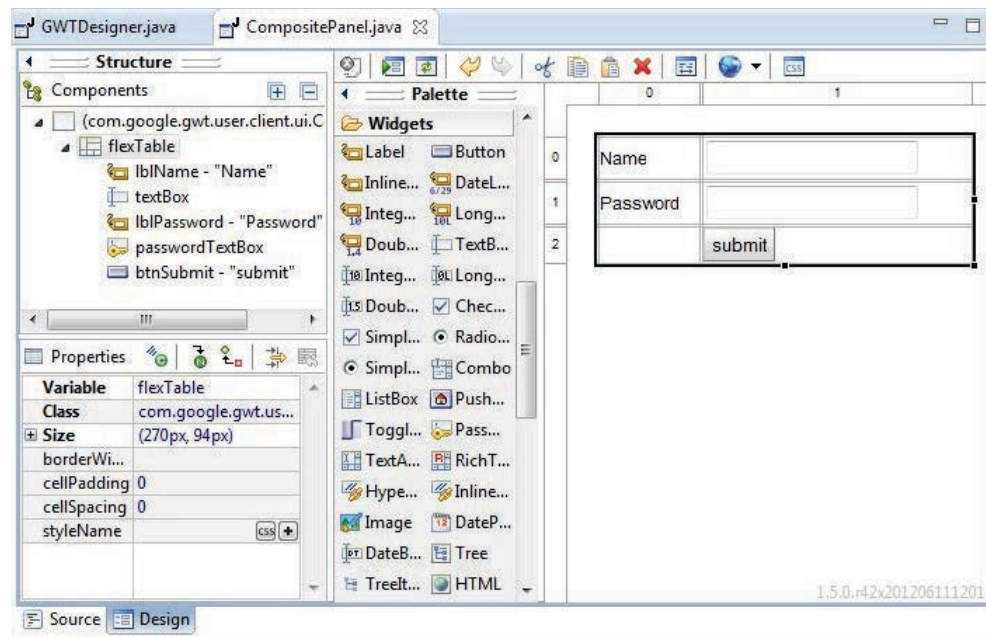 GWTDesigner.java
CompositePanel.java
Structure
Components
(com.google.gwt.user.client.ui.C
flexTable
lblName - "Name"
textBox
lblPassword - "Password"
passwordTextBox
btnSubmit - "submit"
Properties
Variable flexTable
Class com.google.gwt.us...
Size (270px, 94px)
borderWi...
cellPadding 0
cellSpacing 0
styleName css
Palette
Widgets
Label Button
Inline... DateL...
Integ... Long...
Doub... TextB...
Integ... Long...
Doub... Chec...
Simpl... Radio...
Simpl... Combo
ListBox Push...
Toggl... Pass...
TextA... RichT...
Hype... Inline...
Image DateP...
DateB... Tree
TreeIt... HTML
css
0 1
0 Name
1 Password
2 submit
1.5.0.r42x201206111201
Source Design